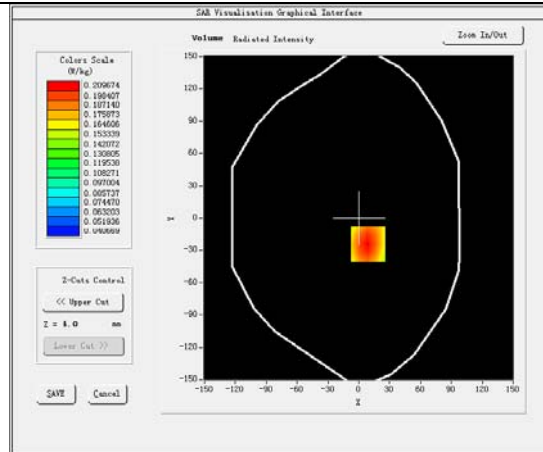 SAR Visualisation Graphical Interface
Volume Radiated Intensity
Zoom In/Out
Colors Scale
(W/kg)
0.209674
0.198407
0.187140
0.175873
0.164606
0.153339
0.142072
0.130805
0.119538
0.108271
0.097004
0.085737
0.074470
0.063203
0.051936
0.040669
Z-Cuts Control
<< Upper Cut
Z = 4.0 mm
Lower Cut >>
SAVE Cancel
150
120
90
60
30
0
-30
-60
-90
-120
-150
Y
-150 -120 -90 -60 -30 0 30 60 90 120 150
X